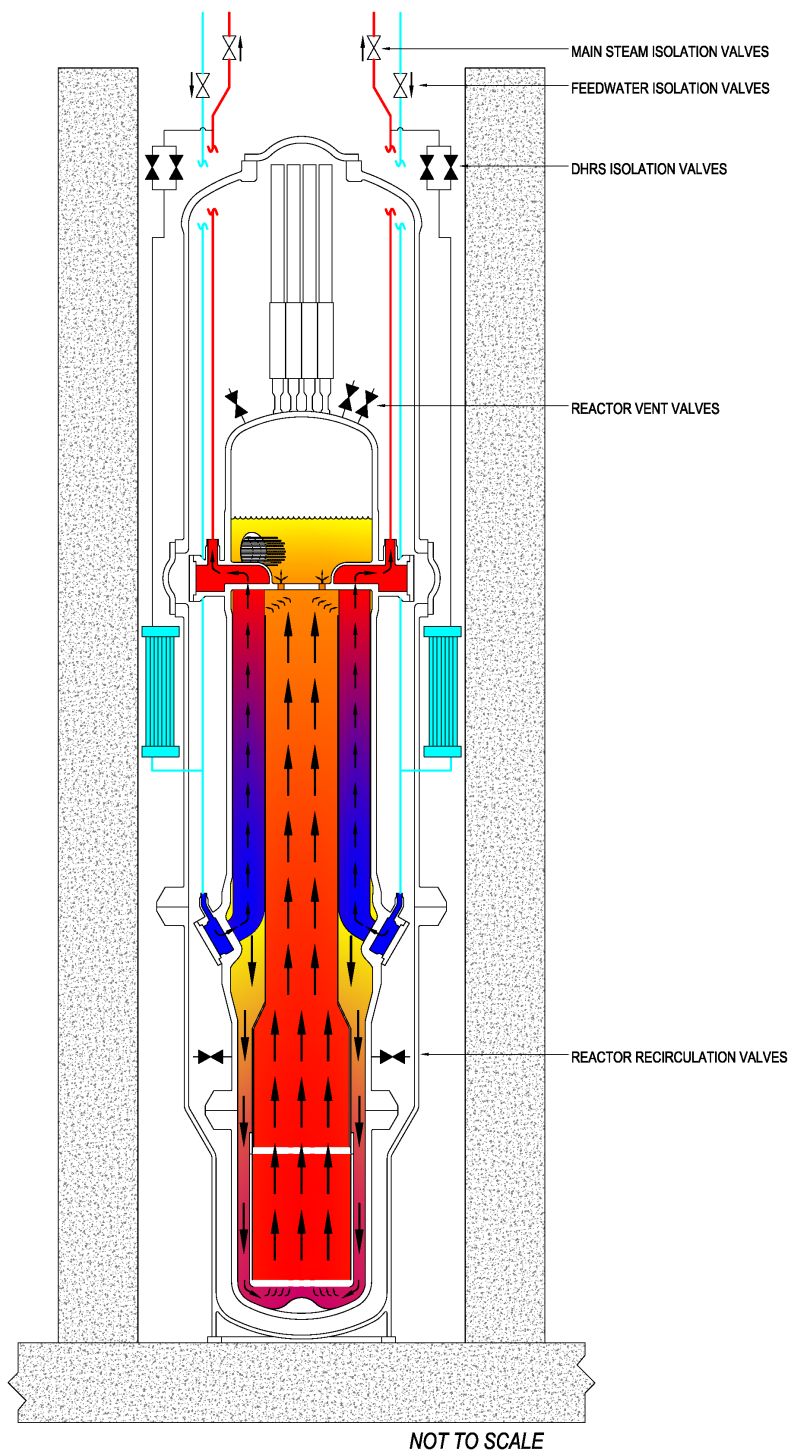 MAIN STEAM ISOLATION VALVES
FEEDWATER ISOLATION VALVES
DHRS ISOLATION VALVES
REACTOR VENT VALVES
REACTOR RECIRCULATION VALVES
NOT TO SCALE